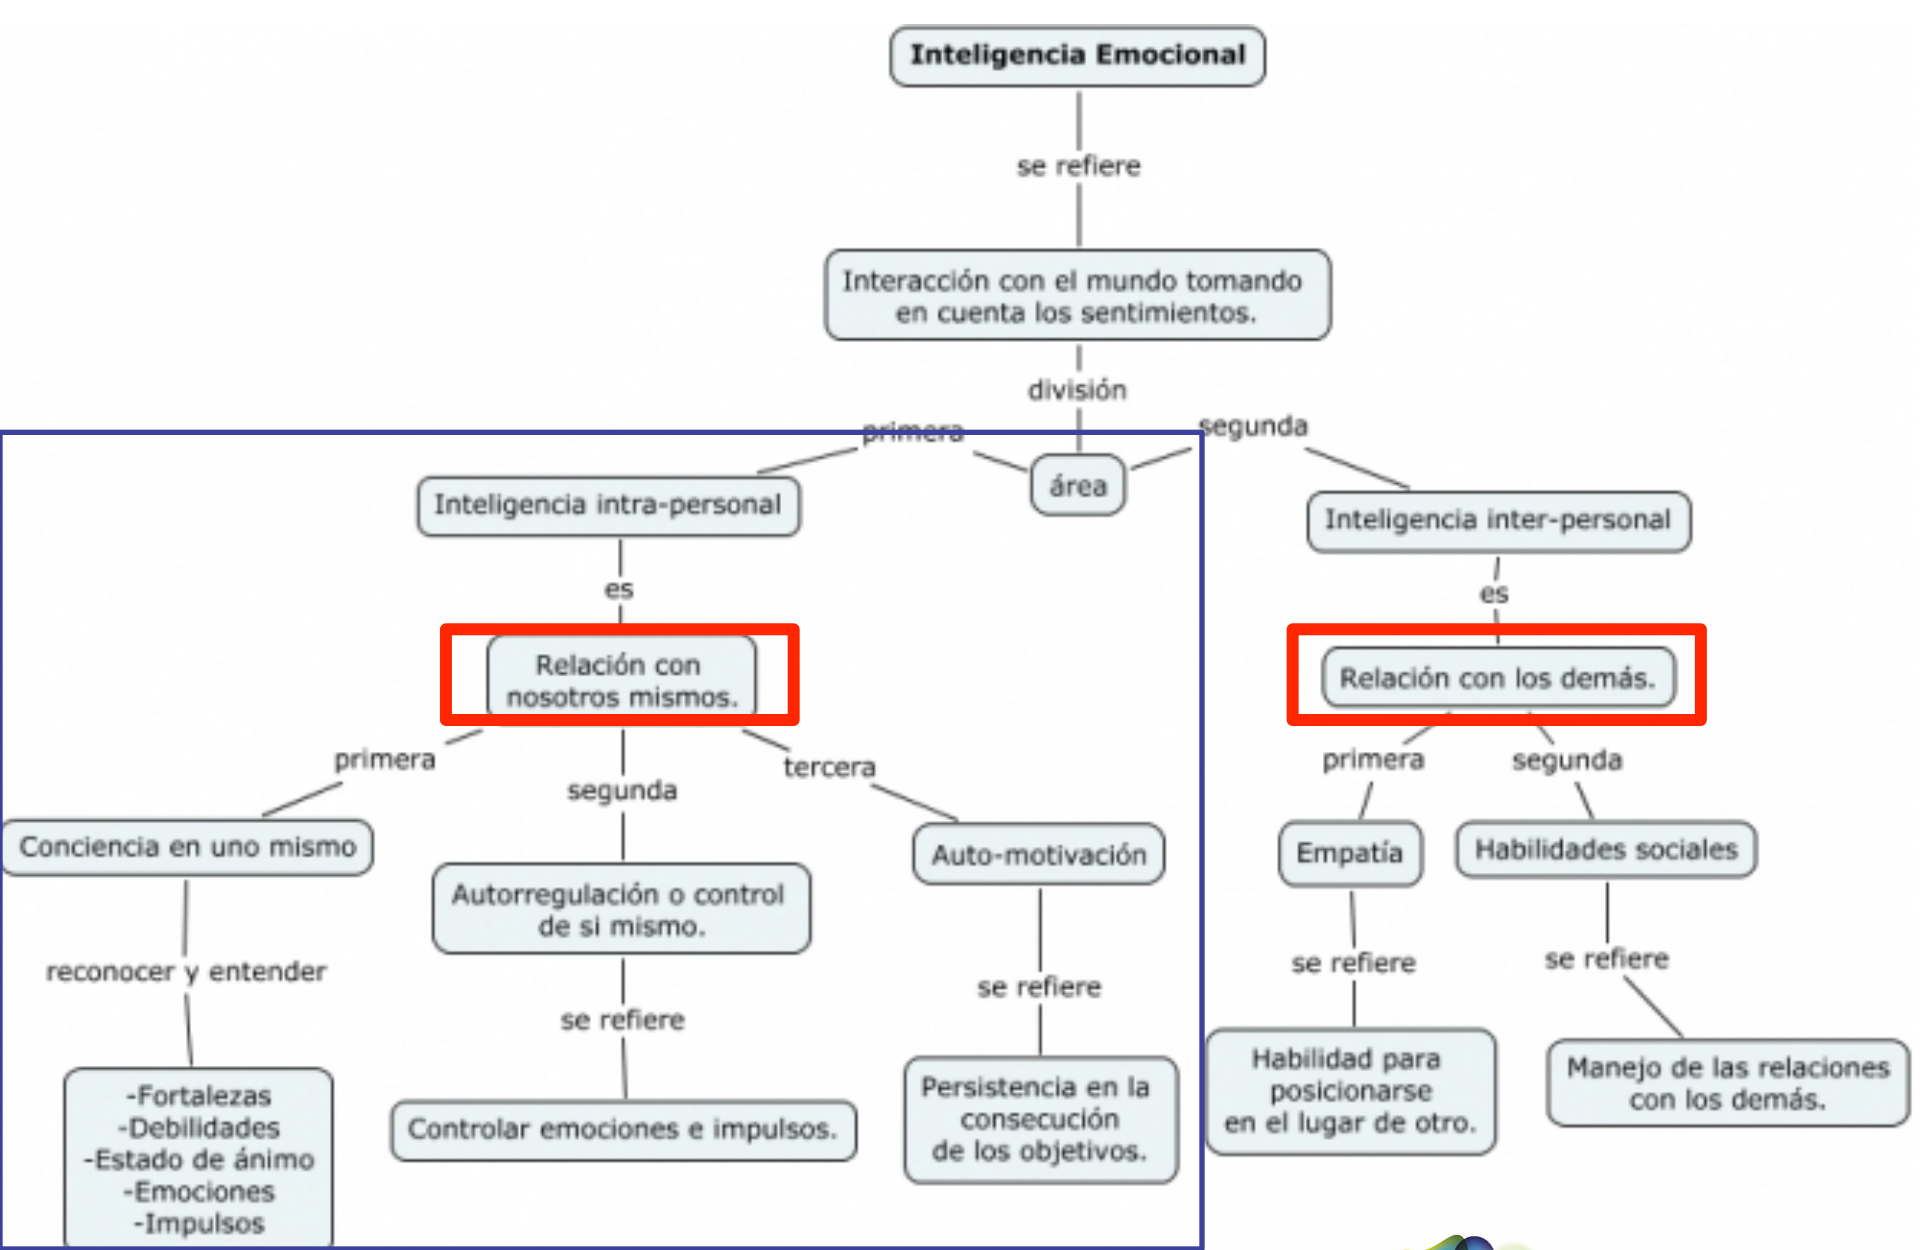 Inteligencia Emocional
se refiere
Interacción con el mundo tomando
en cuenta los sentimientos.
división
primera
segunda
área
Inteligencia intra-personal
Inteligencia inter-personal
es
es
Relación con
nosotros mismos.
Relación con los demás.
primera
segunda
tercera
primera
segunda
Conciencia en uno mismo
Autorregulación o control
de si mismo.
Auto-motivación
Empatía
Habilidades sociales
reconocer y entender
se refiere
se refiere
se refiere
se refiere
-Fortalezas
-Debilidades
-Estado de ánimo
-Emociones
-Impulsos
Controlar emociones e impulsos.
Persistencia en la
consecución
de los objetivos.
Habilidad para
posicionarse
en el lugar de otro.
Manejo de las relaciones
con los demás.